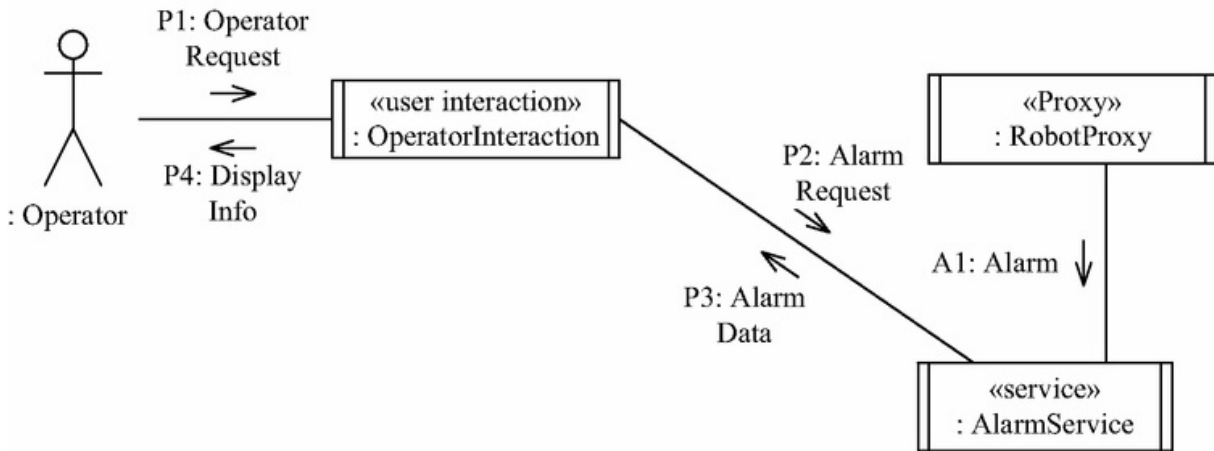 P1: Operator
Request
«user interaction»
: OperatorInteraction
P4: Display
Info
: Operator
P2: Alarm
Request
P3: Alarm
Data
«Proxy»
: RobotProxy
A1: Alarm
«service»
: AlarmService